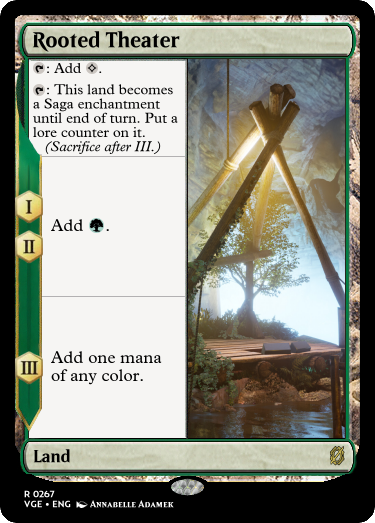 Rooted Theater
T: Add C.
T: This land becomes
a Saga enchantment
until end of turn. Put a
lore counter on it.
(Sacrifice after III.)
I
II
Add G.
III
Add one mana
of any color.
Land
R 0267
VGE • ENG Annabelle Adamek